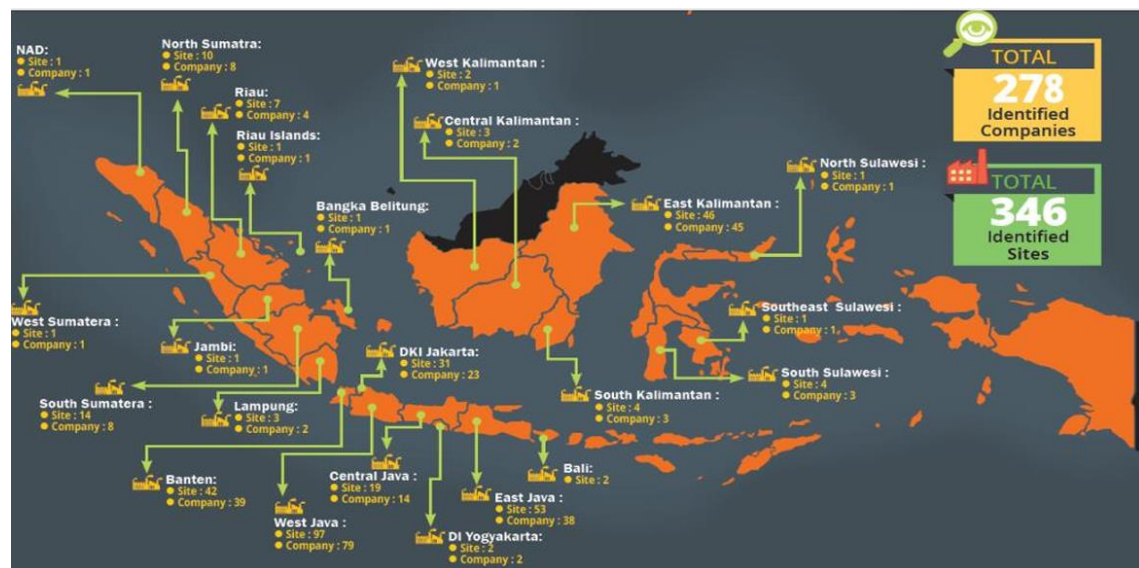 NAD:
Site : 1
Company : 1
North Sumatra:
Site : 10
Company : 8
Riau:
Site : 7
Company : 4
Riau Islands:
Site : 1
Company : 1
Bangka Belitung:
Site : 1
Company : 1
West Kalimantan :
Site : 2
Company : 1
Central Kalimantan :
Site : 3
Company : 2
East Kalimantan :
Site : 46
Company : 45
North Sulawesi :
Site : 1
Company : 1
TOTAL
278
Identified
Companies
TOTAL
346
Identified
Sites
West Sumatera :
Site : 1
Company : 1
Jambi:
Site : 1
Company : 1
South Sumatera :
Site : 14
Company : 8
Lampung:
Site : 3
Company : 2
DKI Jakarta:
Site : 31
Company : 23
Southeast Sulawesi :
Site : 1
Company : 1
South Sulawesi :
Site : 4
Company : 3
South Kalimantan :
Site : 4
Company : 3
Banten:
Site : 42
Company : 39
West Java :
Site : 97
Company : 79
Central Java :
Site : 19
Company : 14
DI Yogyakarta:
Site : 2
Company : 2
East Java :
Site : 53
Company : 38
Bali:
Site : 2